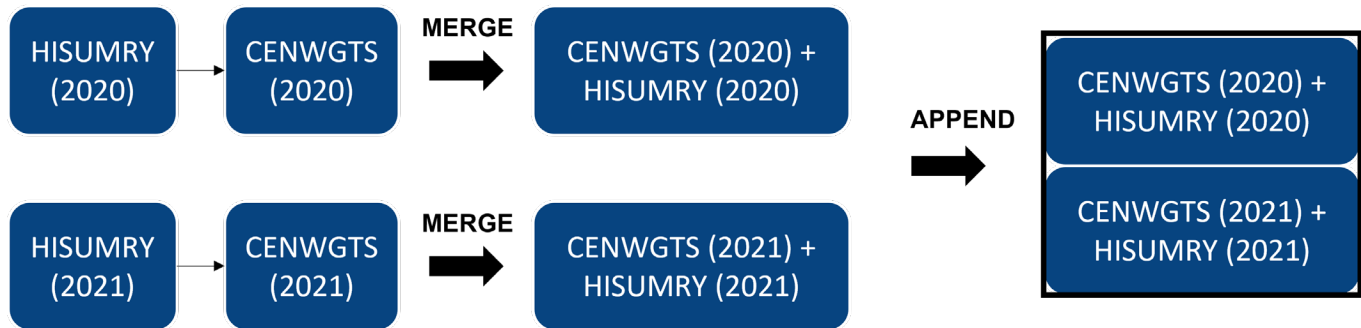 HISUMRY
(2020)
CENWGTS
(2020)
MERGE
CENWGTS (2020) +
HISUMRY (2020)
HISUMRY
(2021)
CENWGTS
(2021)
MERGE
CENWGTS (2021) +
HISUMRY (2021)
APPEND
CENWGTS (2020) +
HISUMRY (2020)
CENWGTS (2021) +
HISUMRY (2021)